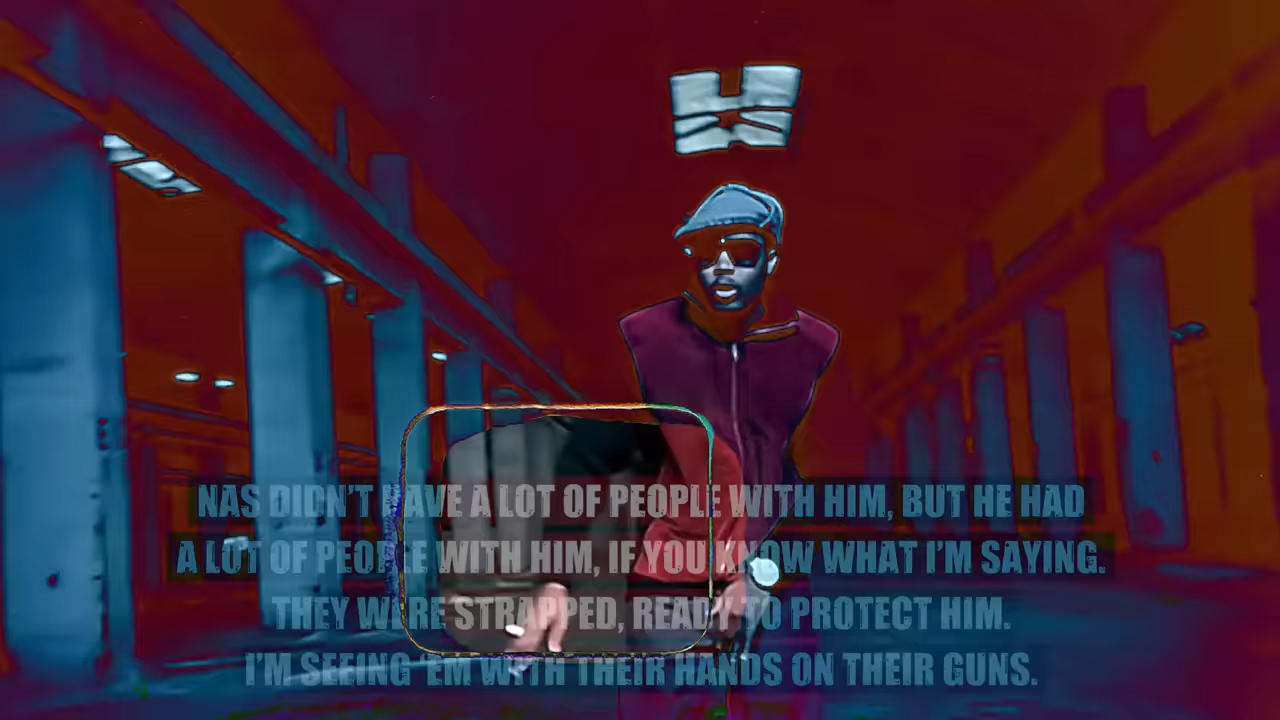 NAS DIDN'T HAVE A LOT OF PEOPLE WITH HIM, BUT HE HAD
A LOT OF PEOPLE WITH HIM, IF YOU KNOW WHAT I'M SAYING.
THEY WERE STRAPPED, READY TO PROTECT HIM.
I'M SEEING 'EM WITH THEIR HANDS ON THEIR GUNS.